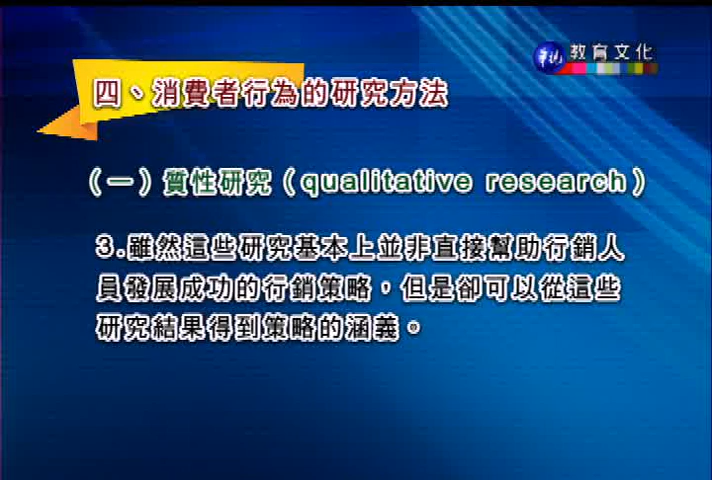 華視 教育文化
四、消費者行為的研究方法
（一）質性研究（qualitative research）
3.雖然這些研究基本上並非直接幫助行銷人
員發展成功的行銷策略，但是卻可以從這些
研究結果得到策略的涵義。